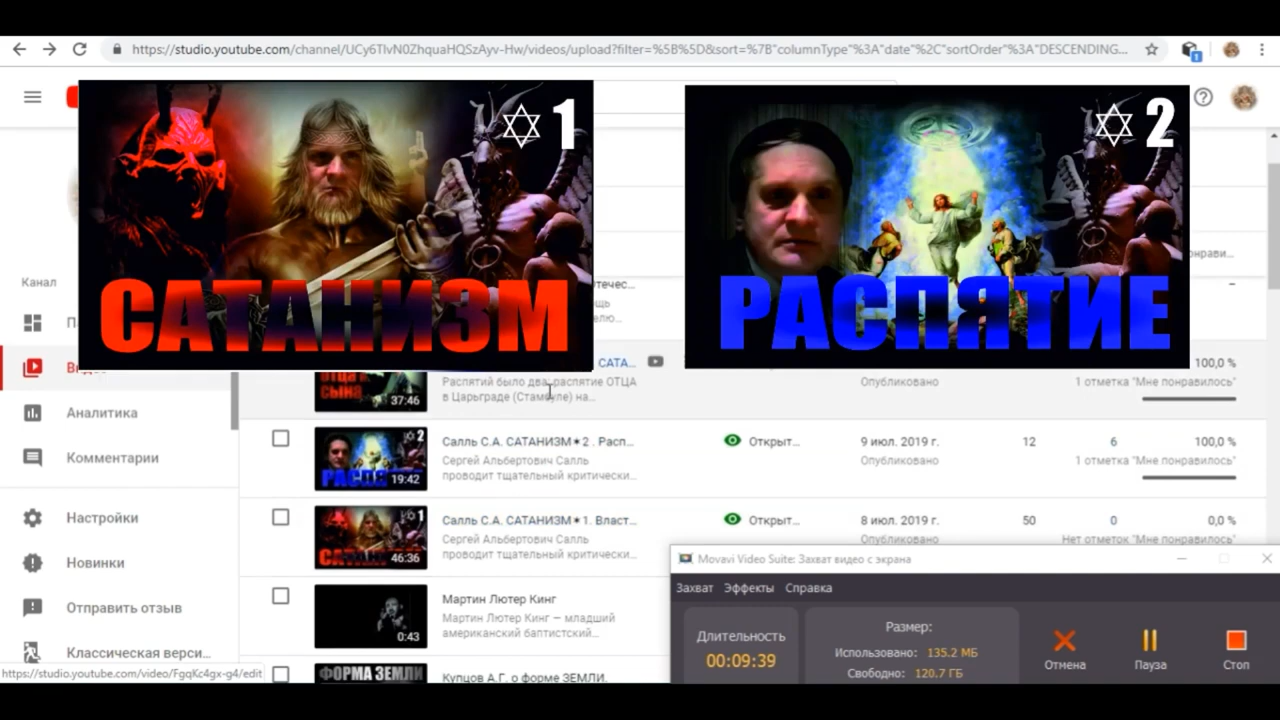 https://studio.youtube.com/channel/UCy6TlvN0ZhquaHQSzAyv-Hw/videos/upload?filter=%5B%5D&sort=%7B"columnType"%3A"date"%2C"sortOrder"%3A"DESCENDING...
1
САТАНИЗМ
2
РАСПЯТИЕ
Канал
Аналитика
Комментарии
Настройки
Новинки
Отправить отзыв
Классическая верси...
https://studio.youtube.com/video/FgqKc4gx-g4/edit
САТА...
Распятий было два: распятие ОТЦА
в Царьграде (Стамбуле) на...
37:46
Опубликовано
100,0 %
1 отметка "Мне понравилось"
2
19:42
Салль С.А. САТАНИЗМ✶2 . Расп...
Сергей Альбертович Салль
проводит тщательный критически...
Открыт...
9 июл. 2019 г.
Опубликовано
12
6
100,0 %
1 отметка "Мне понравилось"
1
САТАНИЗМ
46:36
Салль С.А. САТАНИЗМ✶1. Власт...
Сергей Альбертович Салль
проводит тщательный критически...
Открыт...
8 июл. 2019 г.
Опубликовано
50
0
0,0 %
Нет отметок "Мне понравилось"
0:43
Мартин Лютер Кинг
Мартин Лютер Кинг — младший
американский баптистский...
ФОРМА ЗЕМЛИ
Купцов А.Г. о форме ЗЕМЛИ.
Movavi Video Suite: Захват видео с экрана
Захват Эффекты Справка
Длительность
00:09:39
Размер:
Использовано: 135.2 МБ
Свободно: 120.7 ГБ
Отмена
Пауза
Стоп